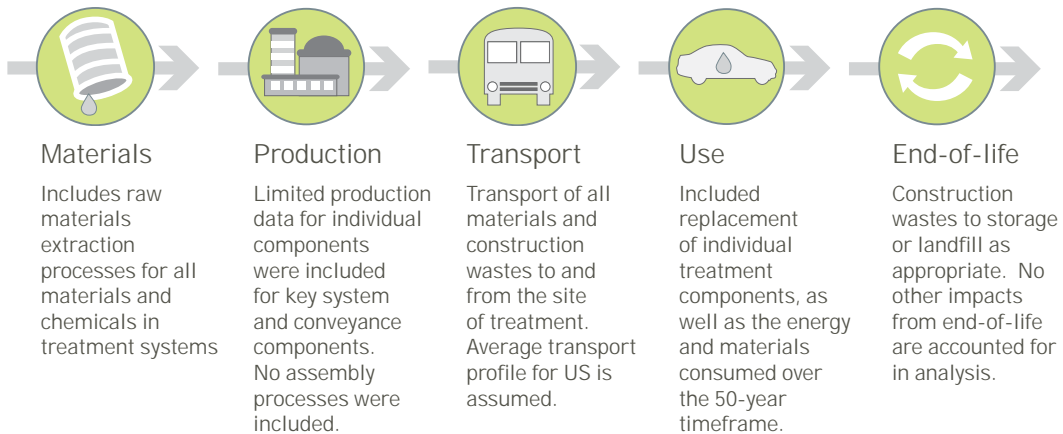 Materials
Includes raw
materials
extraction
processes for all
materials and
chemicals in
treatment systems
Production
Limited production
data for individual
components
were included
for key system
and conveyance
components.
No assembly
processes were
included.
Transport
Transport of all
materials and
construction
wastes to and
from the site
of treatment.
Average transport
profile for US is
assumed.
Use
Included
replacement
of individual
treatment
components, as
well as the energy
and materials
consumed over
the 50-year
timeframe.
End-of-life
Construction
wastes to storage
or landfill as
appropriate.  No
other impacts
from end-of-life
are accounted for
in analysis.